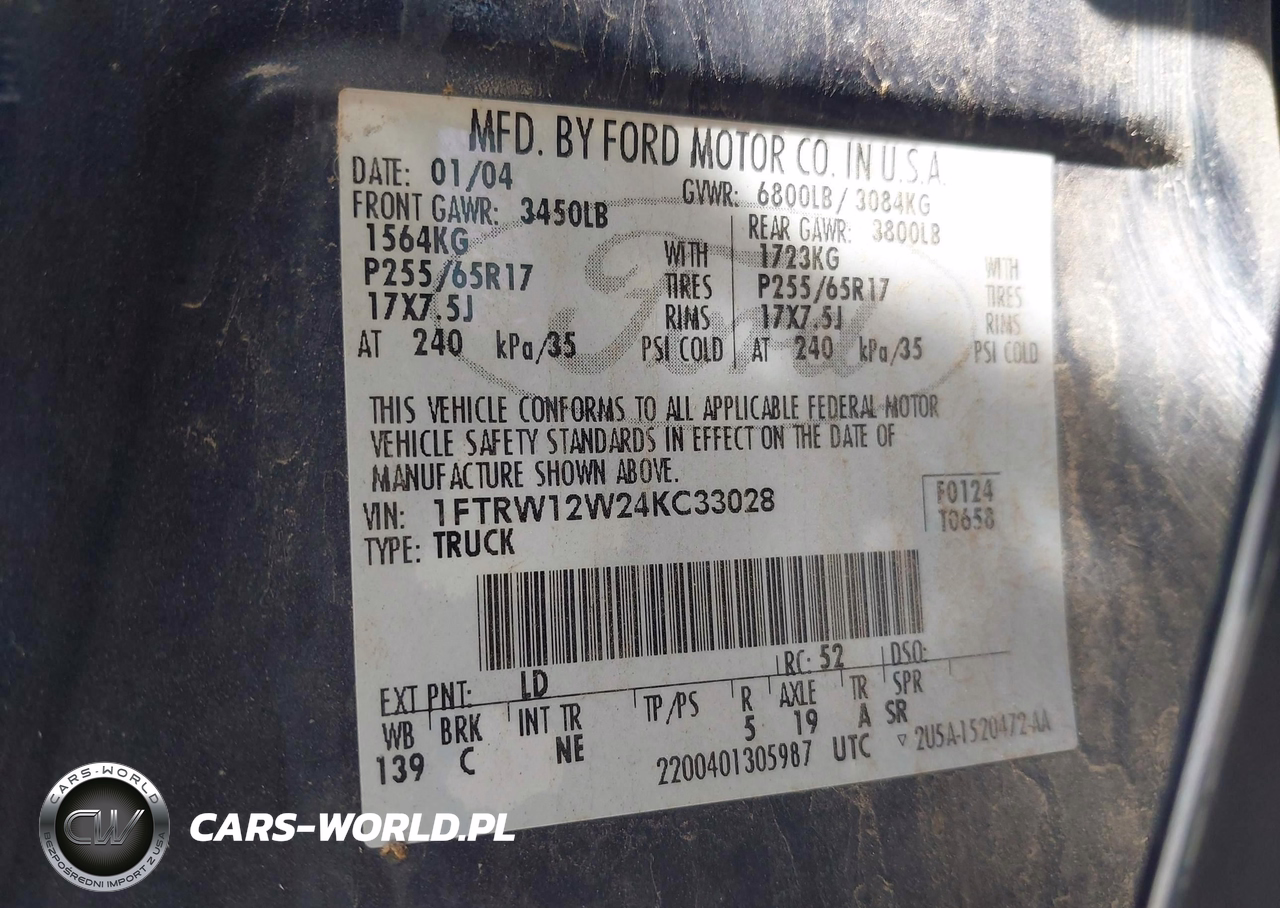 MFD. BY FORD MOTOR CO. IN U.S.A.
DATE: 01/04 GVWR: 6800LB / 3084KG
FRONT GAWR: 3450LB REAR GAWR: 3800LB
1564KG WITH 1723KG WITH
P255/65R17 TIRES P255/65R17 TIRES
17X7.5J RIMS 17X7.5J RIMS
AT 240 kPa/35 PSI COLD AT 240 kPa/35 PSI COLD
Ford
THIS VEHICLE CONFORMS TO ALL APPLICABLE FEDERAL MOTOR
VEHICLE SAFETY STANDARDS IN EFFECT ON THE DATE OF
MANUFACTURE SHOWN ABOVE.
VIN: 1FTRW12W24KC33028 F0124
TYPE: TRUCK T0658
EXT PNT: LD RC: 52 DSO:
WB BRK INT TR TP/PS R AXLE TR SPR
139 C NE 5 19 A SR
2200401305987 UTC ▽ 2U5A-1520472-AA
CARS-WORLD
CW
BEZPOŚREDNI IMPORT Z USA
CARS-WORLD.PL